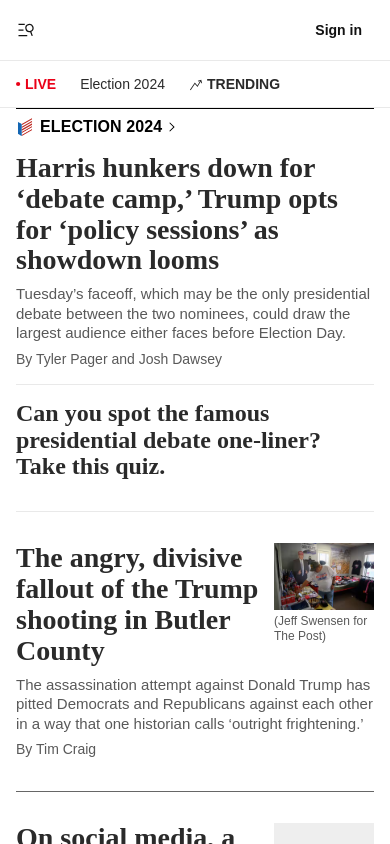 Sign in
LIVE
Election 2024
TRENDING
ELECTION 2024
Harris hunkers down for
‘debate camp,’ Trump opts
for ‘policy sessions’ as
showdown looms
Tuesday’s faceoff, which may be the only presidential
debate between the two nominees, could draw the
largest audience either faces before Election Day.
By Tyler Pager and Josh Dawsey
Can you spot the famous
presidential debate one-liner?
Take this quiz.
The angry, divisive
fallout of the Trump
shooting in Butler
County
(Jeff Swensen for
The Post)
The assassination attempt against Donald Trump has
pitted Democrats and Republicans against each other
in a way that one historian calls ‘outright frightening.’
By Tim Craig
On social media, a